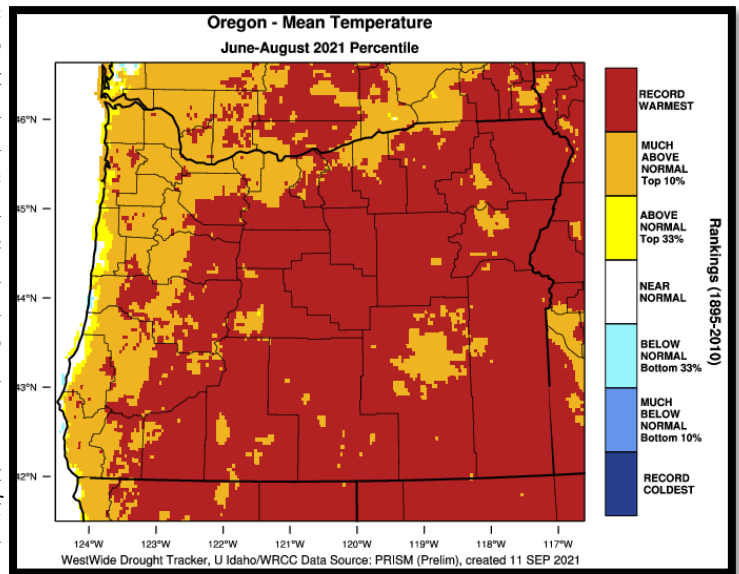 Oregon - Mean Temperature
June-August 2021 Percentile
46°N
45°N
44°N
43°N
42°N
124°W
123°W
122°W
121°W
120°W
119°W
118°W
117°W
RECORD
WARMEST
MUCH
ABOVE
NORMAL
Top 10%
ABOVE
NORMAL
Top 33%
NEAR
NORMAL
BELOW
NORMAL
Bottom 33%
MUCH
BELOW
NORMAL
Bottom 10%
RECORD
COLDEST
Rankings (1895-2010)
WestWide Drought Tracker, U Idaho/WRCC Data Source: PRISM (Prelim), created 11 SEP 2021